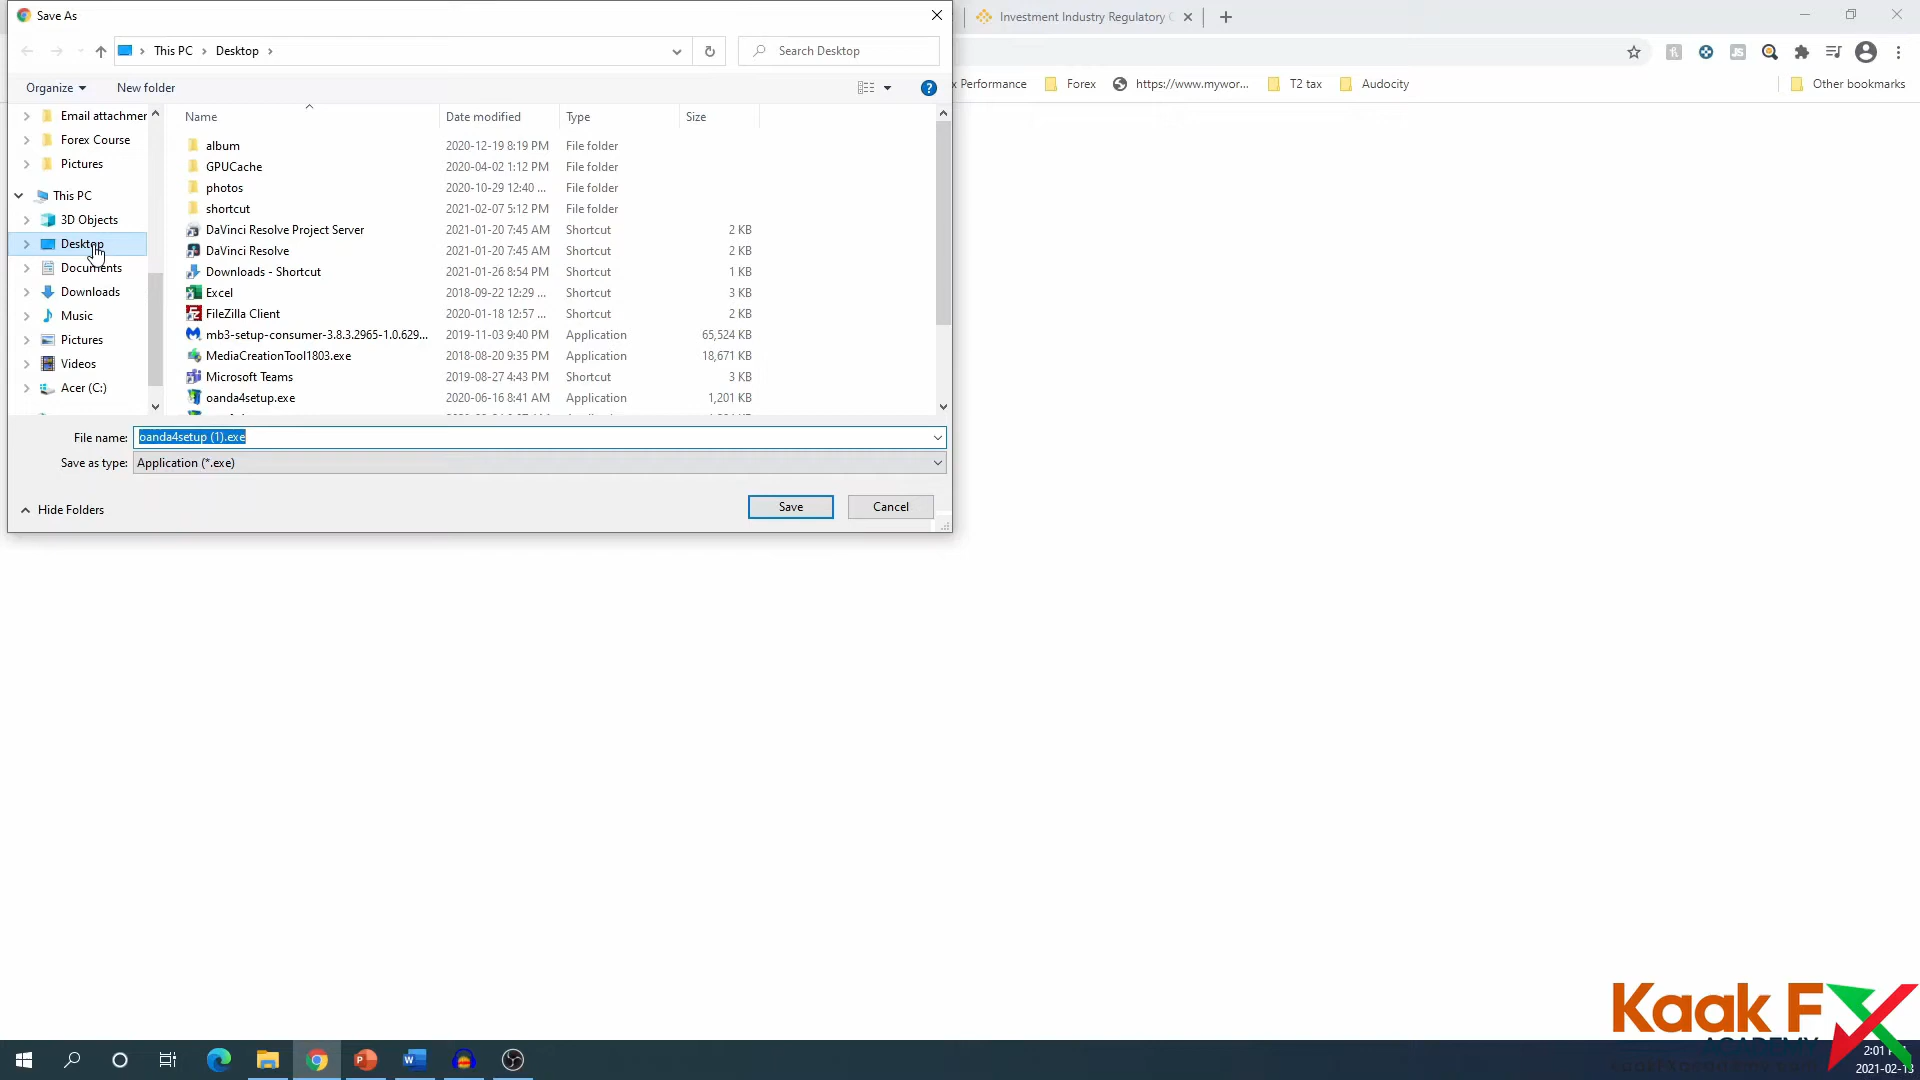 Save As
Investment Industry Regulatory
This PC > Desktop >
Search Desktop
Organize
New folder
x Performance
Forex
https://www.mywor...
T2 tax
Audocity
Other bookmarks
Email attachmer
Forex Course
Pictures
This PC
3D Objects
Desktop
Documents
Downloads
Music
Pictures
Videos
Acer (C:)
Name Date modified Type Size
album 2020-12-19 8:19 PM File folder
GPUCache 2020-04-02 1:12 PM File folder
photos 2020-10-29 12:40 ... File folder
shortcut 2021-02-07 5:12 PM File folder
DaVinci Resolve Project Server 2021-01-20 7:45 AM Shortcut 2 KB
DaVinci Resolve 2021-01-20 7:45 AM Shortcut 2 KB
Downloads - Shortcut 2021-01-26 8:54 PM Shortcut 1 KB
Excel 2018-09-22 12:29 ... Shortcut 3 KB
FileZilla Client 2020-01-18 12:57 ... Shortcut 2 KB
mb3-setup-consumer-3.8.3.2965-1.0.629... 2019-11-03 9:40 PM Application 65,524 KB
MediaCreationTool1803.exe 2018-08-20 9:35 PM Application 18,671 KB
Microsoft Teams 2019-08-27 4:43 PM Shortcut 3 KB
oanda4setup.exe 2020-06-16 8:41 AM Application 1,201 KB
File name: oanda4setup (1).exe
Save as type: Application (*.exe)
Hide Folders
Save
Cancel
Kaak FX
ACADEMY
2:01
2021-02-13